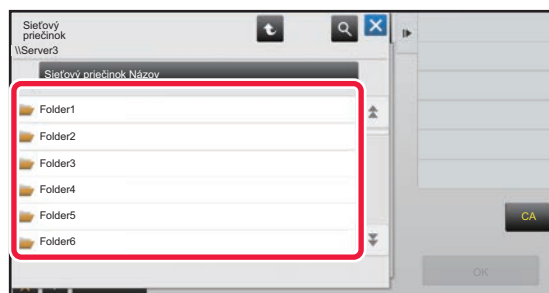 Sieťový
priečinok
\\Server3
Sieťový priečinok Názov
Folder1
Folder2
Folder3
Folder4
Folder5
Folder6
CA
OK